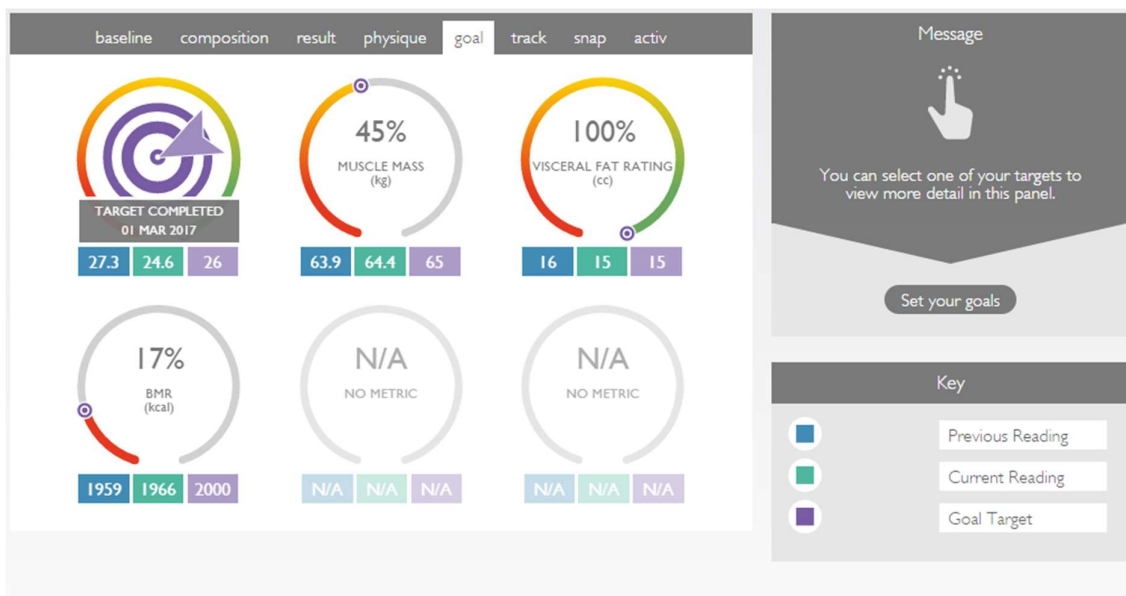 baseline composition result physique goal track snap activ
TARGET COMPLETED
01 MAR 2017
27.3 24.6 26
45%
MUSCLE MASS
(kg)
63.9 64.4 65
100%
VISCERAL FAT RATING
(cc)
16 15 15
17%
BMR
(kcal)
1959 1966 2000
N/A
NO METRIC
N/A N/A N/A
N/A
NO METRIC
N/A N/A N/A
Message
You can select one of your targets to
view more detail in this panel.
Set your goals
Key
Previous Reading
Current Reading
Goal Target